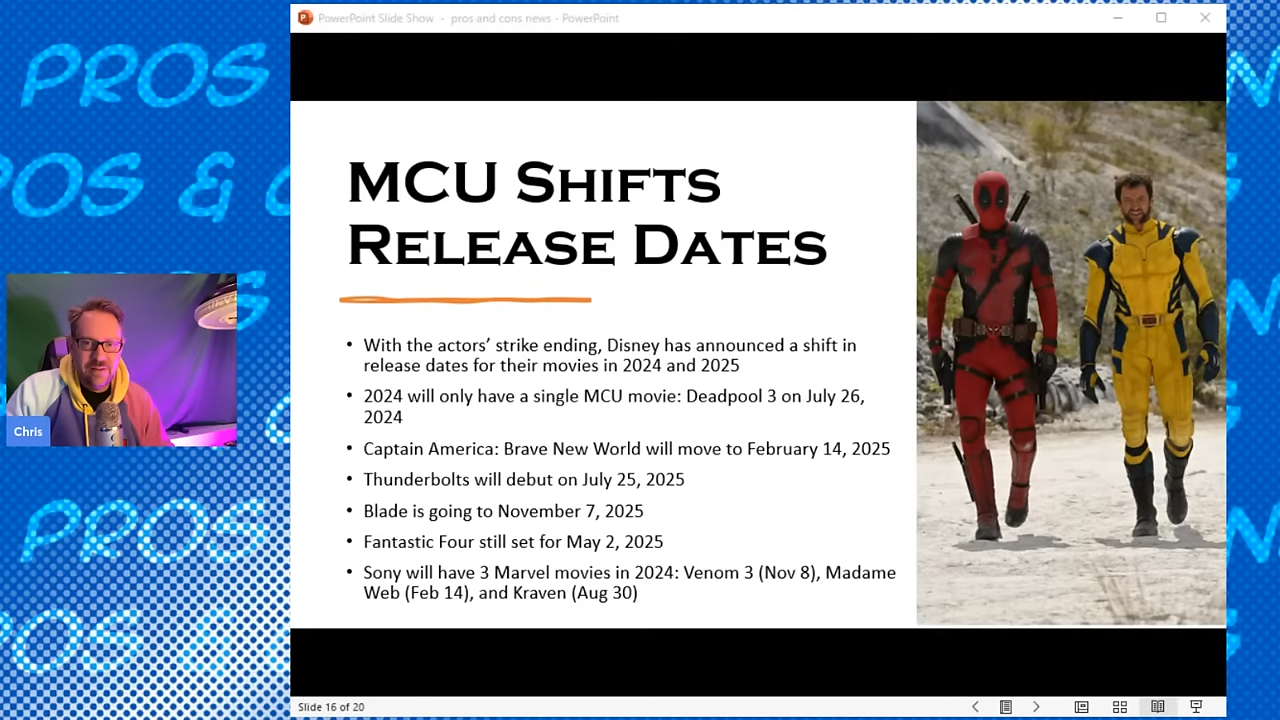 PowerPoint Slide Show - pros and cons news - PowerPoint
PROS
POS & C
MCU SHIFTS
RELEASE DATES
• With the actors’ strike ending, Disney has announced a shift in
release dates for their movies in 2024 and 2025
• 2024 will only have a single MCU movie: Deadpool 3 on July 26,
2024
• Captain America: Brave New World will move to February 14, 2025
• Thunderbolts will debut on July 25, 2025
• Blade is going to November 7, 2025
• Fantastic Four still set for May 2, 2025
• Sony will have 3 Marvel movies in 2024: Venom 3 (Nov 8), Madame
Web (Feb 14), and Kraven (Aug 30)
Chris
PROS
Slide 16 of 20